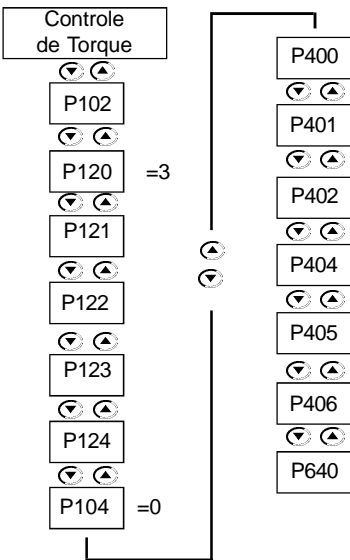 Controle
de Torque
P102
P120 =3
P121
P122
P123
P124
P104 =0
P400
P401
P402
P404
P405
P406
P640